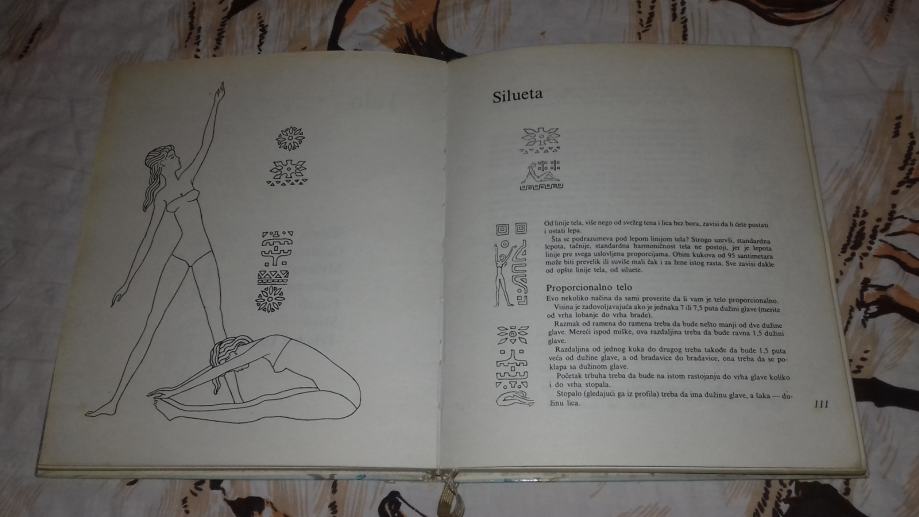 Silueta
Od linije tela, više nego od svežeg tena i lica bez bora, zavisi da li ćete postati
i ostati lepa.
Šta se podrazumeva pod lepom linijom tela? Strogo uzevši, standardna
lepota, tačnije, standardna harmoničnost tela ne postoji, jer je lepota
linije pre svega uslovljena proporcijama. Obim kukova od 95 santimetara
može biti prevelik ili suviše mali čak i za žene istog rasta. Sve zavisi dakle
od opšte linije tela, od siluete.
Proporcionalno telo
Evo nekoliko načina da sami proverite da li vam je telo proporcionalno.
Visina je zadovoljavajuća ako je jednaka 7 ili 7,5 puta dužini glave (merite
od vrha lobanje do vrha brade).
Razmak od ramena do ramena treba da bude nešto manji od dve dužine
glave. Mereći ispod miške, ova razdaljina treba da bude ravna 1,5 dužini
glave.
Razdaljina od jednog kuka do drugog treba takođe da bude 1,5 puta
veća od dužine glave, a od bradavice do bradavice, ona treba da se po-
klapa sa dužinom glave.
Početak trbuha treba da bude na istom rastojanju do vrha glave koliko
i do vrha stopala.
Stopalo (gledajući ga iz profila) treba da ima dužinu glave, a šaka — du-
žinu lica.
111